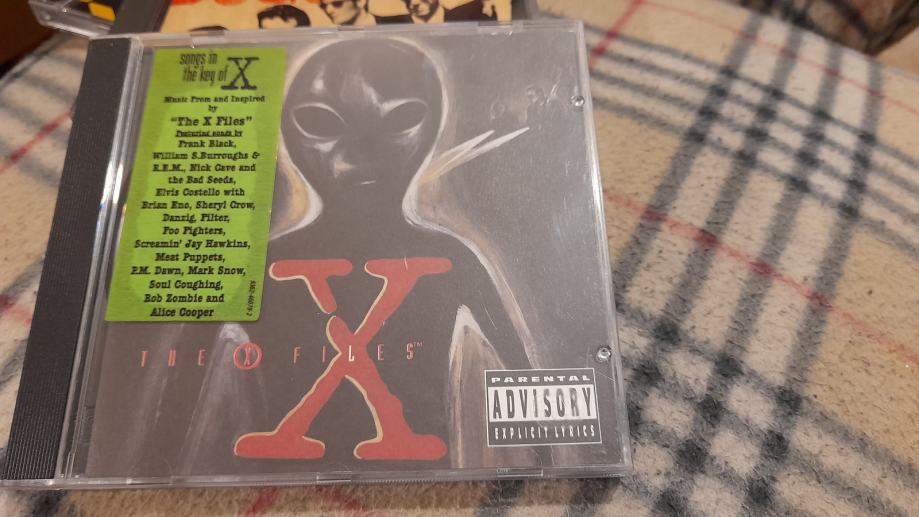 songs in
the key of X
Music From and Inspired
by
"The X Files"
Featuring songs by
Frank Black,
William S.Burroughs &
R.E.M., Nick Cave and
the Bad Seeds,
Elvis Costello with
Brian Eno, Sheryl Crow,
Danzig, Filter,
Foo Fighters,
Screamin' Jay Hawkins,
Meat Puppets,
P.M. Dawn, Mark Snow,
Soul Coughing,
Rob Zombie and
Alice Cooper
X
THE X FILES™
PARENTAL
ADVISORY
EXPLICIT LYRICS